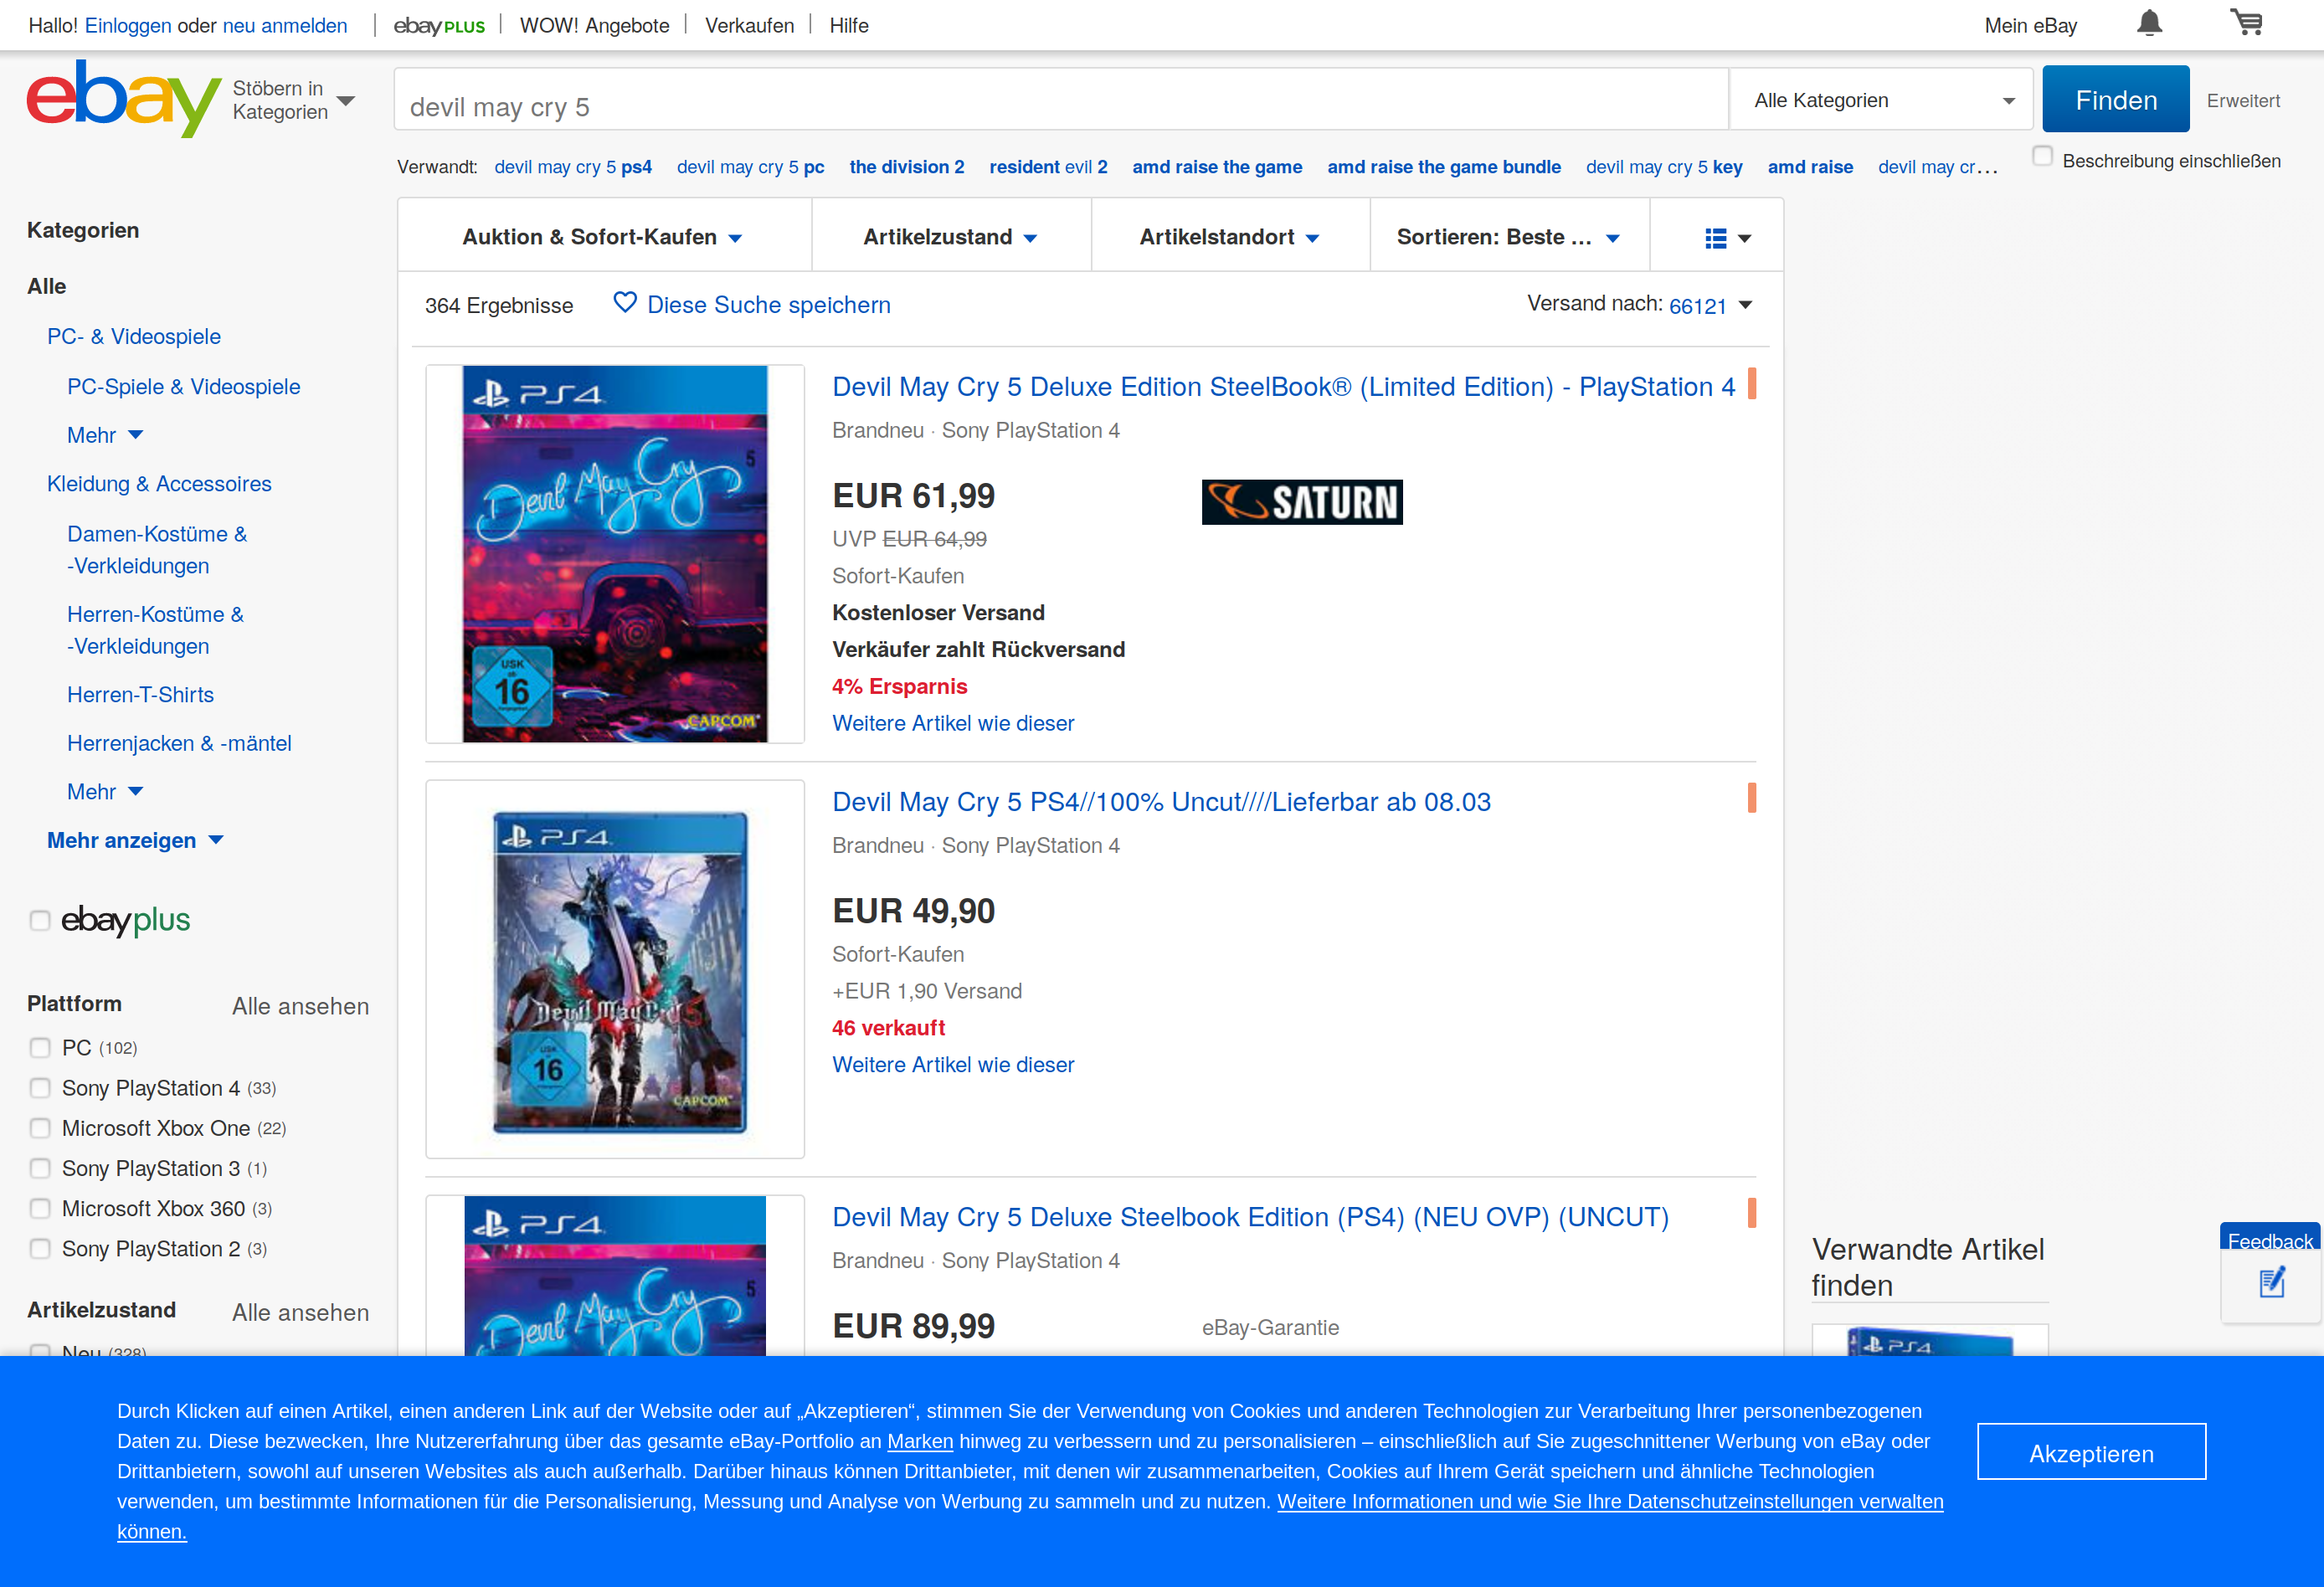 Hallo! Einloggen oder neu anmelden
ebay PLUS
WOW! Angebote
Verkaufen
Hilfe
Mein eBay
ebay
Stöbern in
Kategorien
devil may cry 5
Alle Kategorien
Finden
Erweitert
Verwandt: devil may cry 5 ps4 devil may cry 5 pc the division 2 resident evil 2 amd raise the game amd raise the game bundle devil may cry 5 key amd raise devil may cr...
Beschreibung einschließen
Kategorien
Alle
PC- & Videospiele
PC-Spiele & Videospiele
Mehr
Kleidung & Accessoires
Damen-Kostüme &
-Verkleidungen
Herren-Kostüme &
-Verkleidungen
Herren-T-Shirts
Herrenjacken & -mäntel
Mehr
Mehr anzeigen
ebayplus
Plattform
Alle ansehen
PC (102)
Sony PlayStation 4 (33)
Microsoft Xbox One (22)
Sony PlayStation 3 (1)
Microsoft Xbox 360 (3)
Sony PlayStation 2 (3)
Artikelzustand
Alle ansehen
Neu (328)
Auktion & Sofort-Kaufen
Artikelzustand
Artikelstandort
Sortieren: Beste ...
364 Ergebnisse
Diese Suche speichern
Versand nach: 66121
PS4
Devil May Cry 5
USK
ab
16
CAPCOM
Devil May Cry 5 Deluxe Edition SteelBook® (Limited Edition) - PlayStation 4
Brandneu · Sony PlayStation 4
EUR 61,99
SATURN
UVP EUR 64,99
Sofort-Kaufen
Kostenloser Versand
Verkäufer zahlt Rückversand
4% Ersparnis
Weitere Artikel wie dieser
PS4
Devil May Cry 5
USK
16
CAPCOM
Devil May Cry 5 PS4//100% Uncut////Lieferbar ab 08.03
Brandneu · Sony PlayStation 4
EUR 49,90
Sofort-Kaufen
+EUR 1,90 Versand
46 verkauft
Weitere Artikel wie dieser
PS4
Devil May Cry 5
Devil May Cry 5 Deluxe Steelbook Edition (PS4) (NEU OVP) (UNCUT)
Brandneu · Sony PlayStation 4
EUR 89,99
eBay-Garantie
Verwandte Artikel
finden
PS4
Feedback
Durch Klicken auf einen Artikel, einen anderen Link auf der Website oder auf „Akzeptieren“, stimmen Sie der Verwendung von Cookies und anderen Technologien zur Verarbeitung Ihrer personenbezogenen
Daten zu. Diese bezwecken, Ihre Nutzererfahrung über das gesamte eBay-Portfolio an Marken hinweg zu verbessern und zu personalisieren – einschließlich auf Sie zugeschnittener Werbung von eBay oder
Drittanbietern, sowohl auf unseren Websites als auch außerhalb. Darüber hinaus können Drittanbieter, mit denen wir zusammenarbeiten, Cookies auf Ihrem Gerät speichern und ähnliche Technologien
verwenden, um bestimmte Informationen für die Personalisierung, Messung und Analyse von Werbung zu sammeln und zu nutzen. Weitere Informationen und wie Sie Ihre Datenschutzeinstellungen verwalten
können.
Akzeptieren